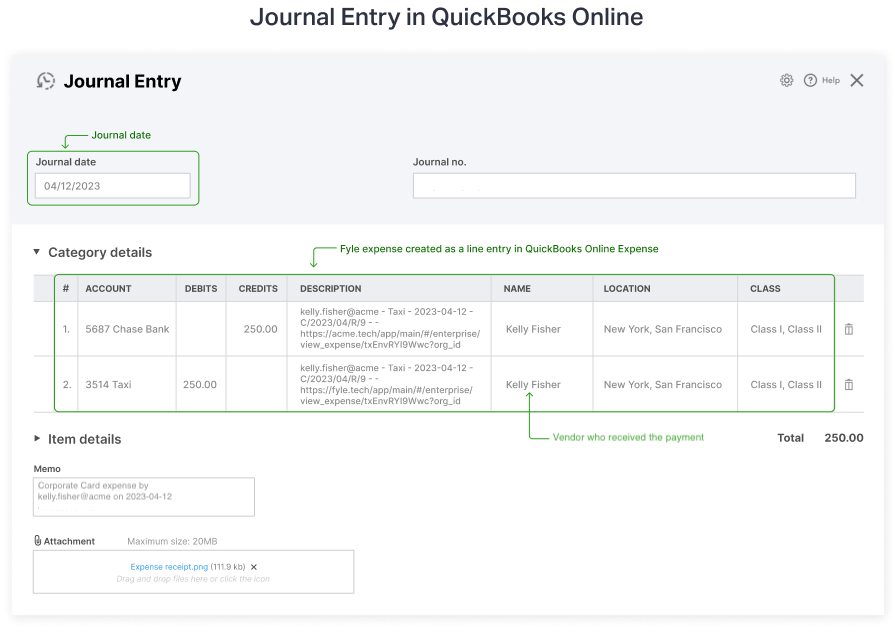 Journal Entry in QuickBooks Online
Journal Entry
Help
Journal date
Journal date
Journal no.
04/12/2023
Category details
Fyle expense created as a line entry in QuickBooks Online Expense
# ACCOUNT DEBITS CREDITS DESCRIPTION NAME LOCATION CLASS
1. 5687 Chase Bank 250.00
kelly.fisher@acme - Taxi - 2023-04-12 -
C/2023/04/R/9 - -
https://acme.tech/app/main/#/enterprise/
view_expense/txEnvRYI9Wwc?org_id
Kelly Fisher New York, San Francisco Class I, Class II
2. 3514 Taxi 250.00
kelly.fisher@acme - Taxi - 2023-04-12 -
C/2023/04/R/9 - -
https://fyle.tech/app/main/#/enterprise/
view_expense/txEnvRYI9Wwc?org_id
Kelly Fisher New York, San Francisco Class I, Class II
Item details
Vendor who received the payment
Total 250.00
Memo
Corporate Card expense by
kelly.fisher@acme on 2023-04-12
Attachment Maximum size: 20MB
Expense receipt.png (111.9 kb)
Drag and drop files here or click the icon